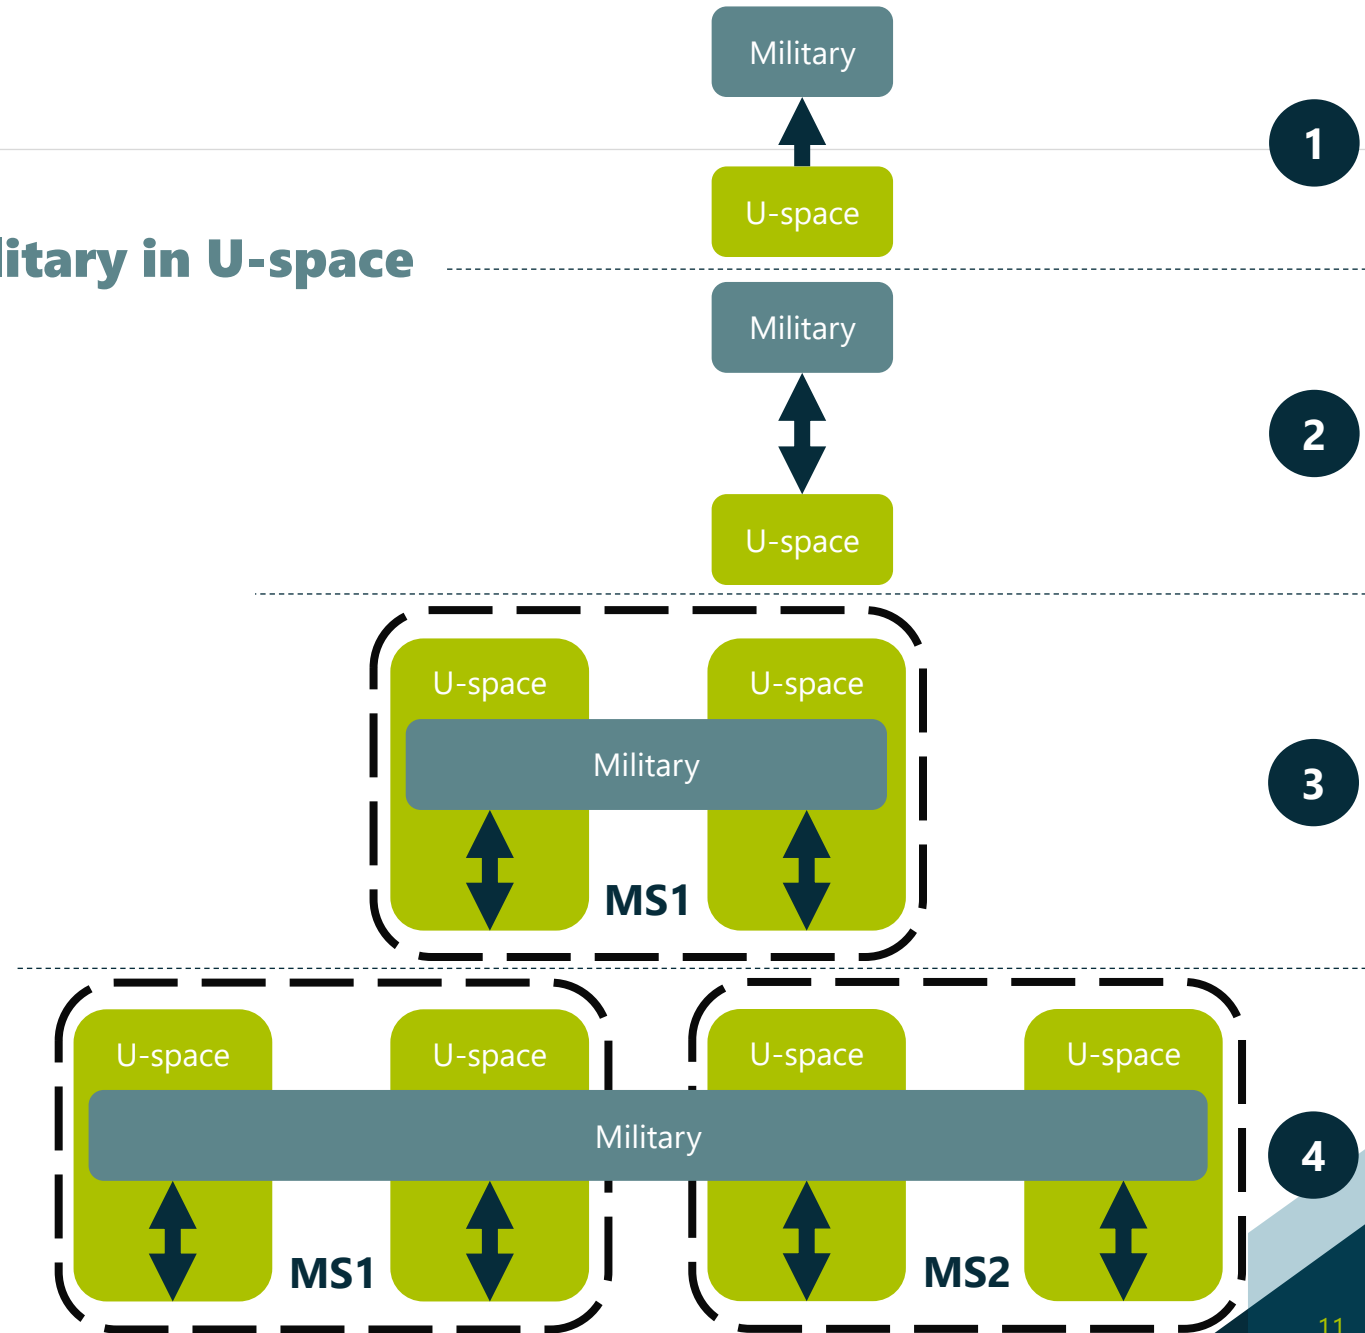 Military
1
U-space
litary in U-space
Military
2
U-space
U-space U-space
Military
3
MS1
U-space U-space U-space U-space
Military
4
MS1 MS2
11